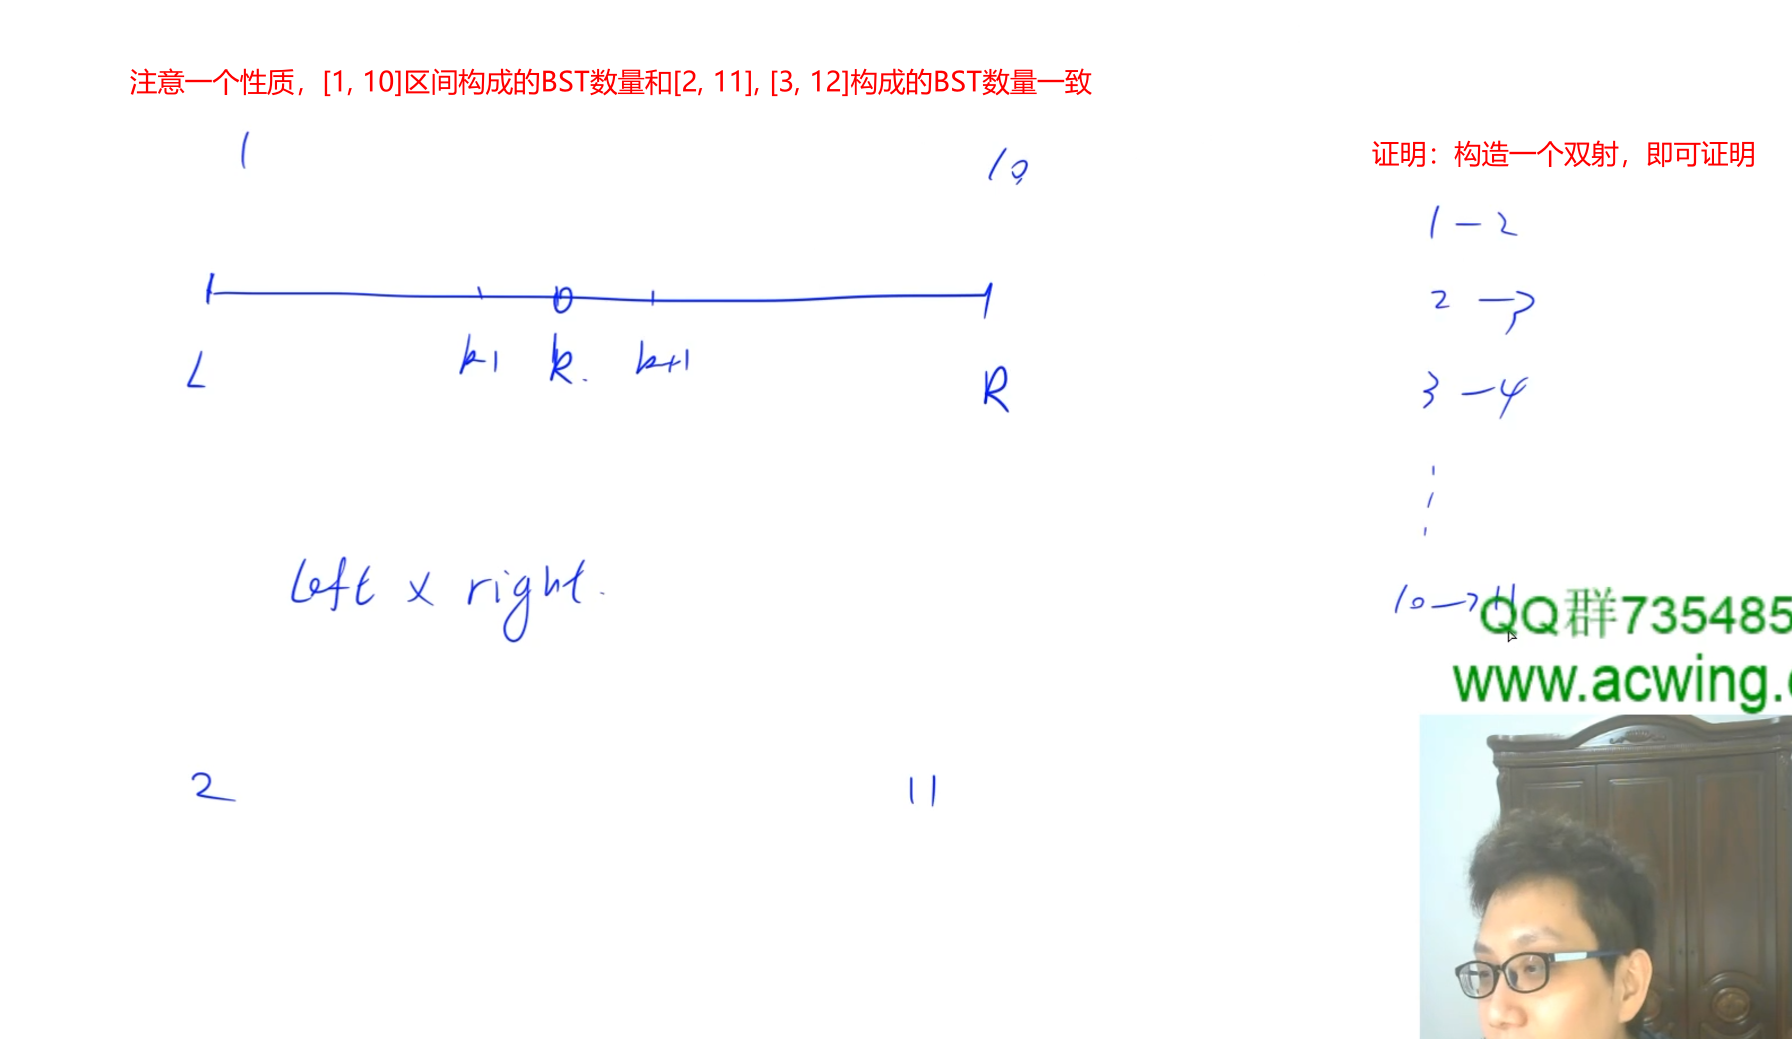 注意一个性质，[1, 10]区间构成的BST数量和[2, 11], [3, 12]构成的BST数量一致
1 10
证明：构造一个双射，即可证明
1 — 2
2 → 3
3 — 4
L k-1 k. k+1 R
left x right.
10 → 11
QQ群735485
www.acwing.
2 11